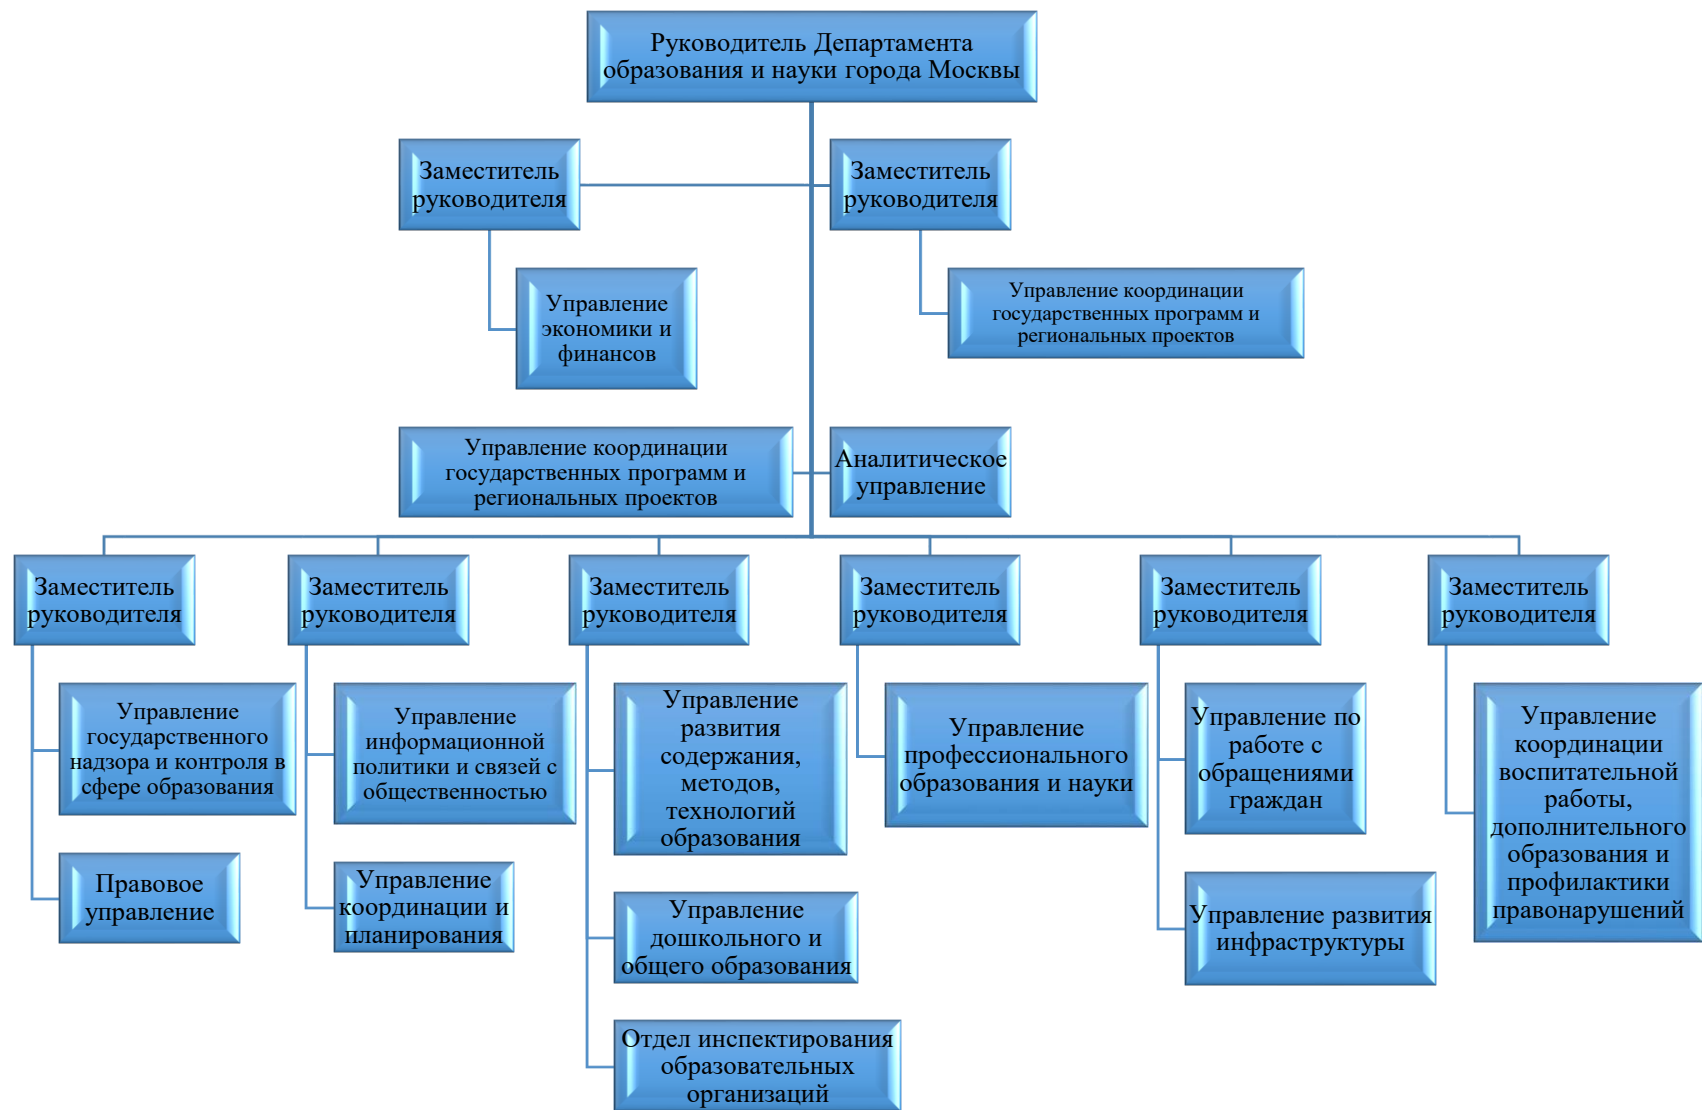 Руководитель Департамента
образования и науки города Москвы
Заместитель
руководителя
Заместитель
руководителя
Управление
экономики и
финансов
Управление координации
государственных программ и
региональных проектов
Управление координации
государственных программ и
региональных проектов
Аналитическое
управление
Заместитель
руководителя
Заместитель
руководителя
Заместитель
руководителя
Заместитель
руководителя
Заместитель
руководителя
Заместитель
руководителя
Управление
государственного
надзора и контроля в
сфере образования
Правовое
управление
Управление
информационной
политики и связей с
общественностью
Управление
координации и
планирования
Управление
развития
содержания,
методов,
технологий
образования
Управление
дошкольного и
общего образования
Отдел инспектирования
образовательных
организаций
Управление
профессионального
образования и науки
Управление по
работе с
обращениями
граждан
Управление развития
инфраструктуры
Управление
координации
воспитательной
работы,
дополнительного
образования и
профилактики
правонарушений